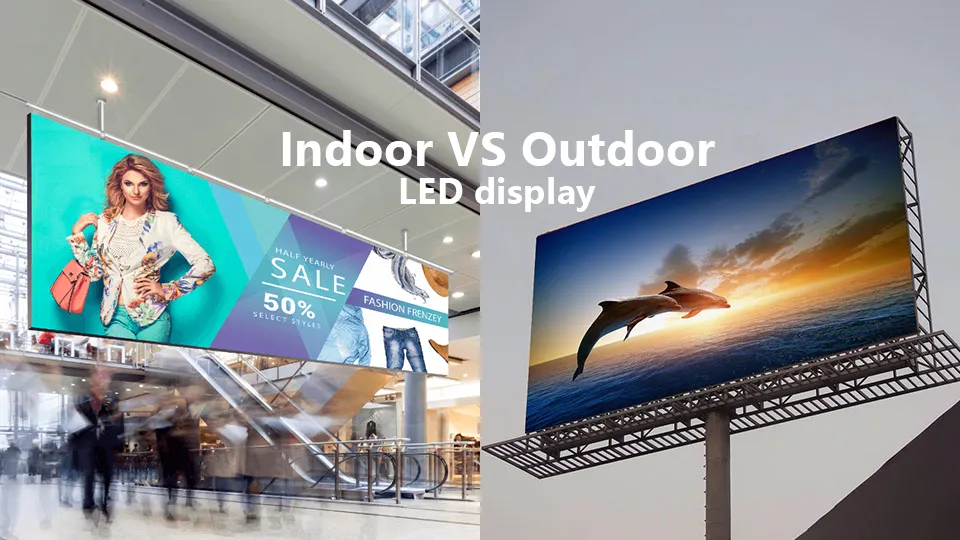 Indoor VS Outdoor
LED display
HALF YEARLY
SALE
50%
SELECT STYLES
FASHION FRENZEY